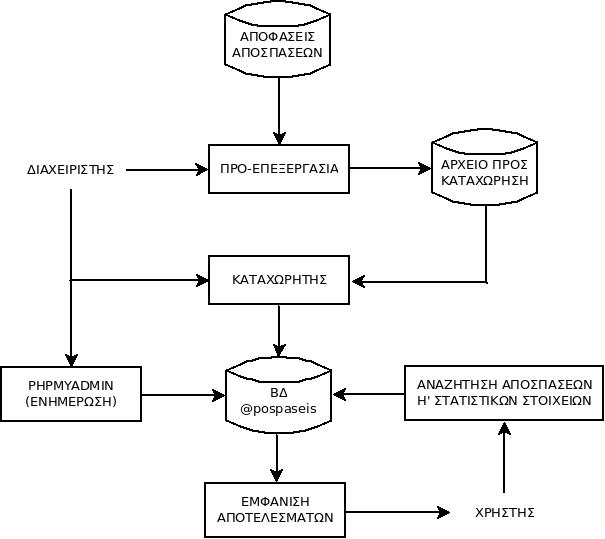 ΑΠΟΦΑΣΕΙΣ
ΑΠΟΣΠΑΣΕΩΝ
ΔΙΑΧΕΙΡΙΣΤΗΣ
ΠΡΟ-ΕΠΕΞΕΡΓΑΣΙΑ
ΑΡΧΕΙΟ ΠΡΟΣ
ΚΑΤΑΧΩΡΗΣΗ
ΚΑΤΑΧΩΡΗΤΗΣ
PHPMYADMIN
(ΕΝΗΜΕΡΩΣΗ)
ΒΔ
@pospaseis
ΑΝΑΖΗΤΗΣΗ ΑΠΟΣΠΑΣΕΩΝ
Η' ΣΤΑΤΙΣΤΙΚΩΝ ΣΤΟΙΧΕΙΩΝ
ΕΜΦΑΝΙΣΗ
ΑΠΟΤΕΛΕΣΜΑΤΩΝ
ΧΡΗΣΤΗΣ